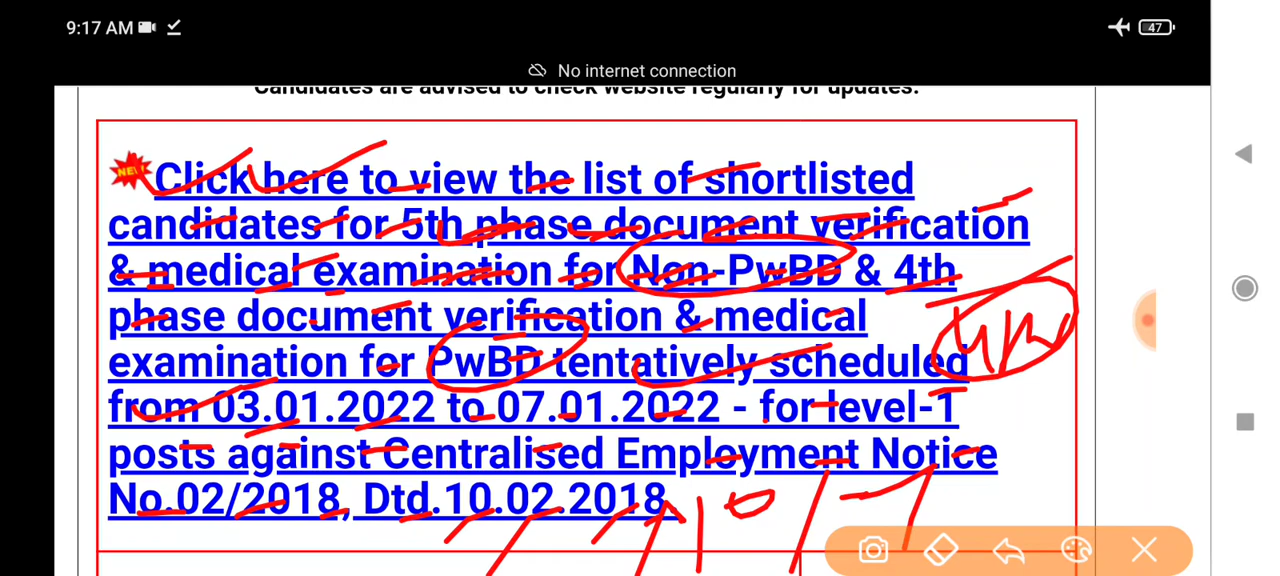 9:17 AM
47
No internet connection
Candidates are advised to check website regularly for updates.
NEW
Click here to view the list of shortlisted
candidates for 5th phase document verification
& medical examination for Non-PwBD & 4th
phase document verification & medical
examination for PwBD tentatively scheduled
from 03.01.2022 to 07.01.2022 - for level-1
posts against Centralised Employment Notice
No.02/2018, Dtd.10.02.2018.